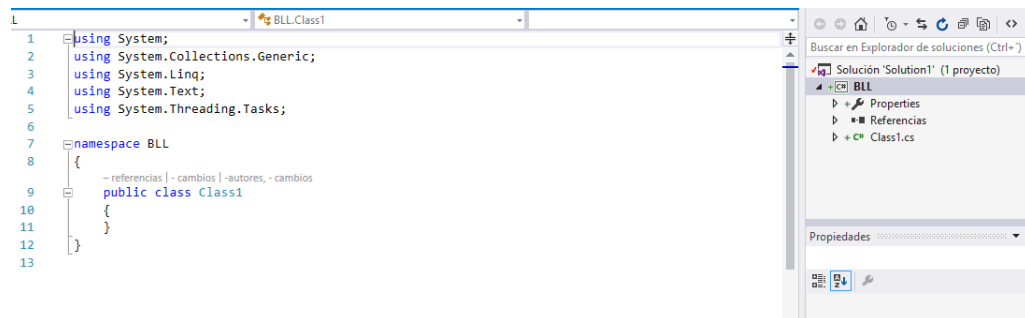 .L
BLL.Class1
1 using System;
2 using System.Collections.Generic;
3 using System.Linq;
4 using System.Text;
5 using System.Threading.Tasks;
6
7 namespace BLL
8 {
– referencias | - cambios | -autores, - cambios
9 public class Class1
10 {
11 }
12 }
13
Buscar en Explorador de soluciones (Ctrl+¨)
Solución 'Solution1' (1 proyecto)
C# BLL
Properties
Referencias
C# Class1.cs
Propiedades